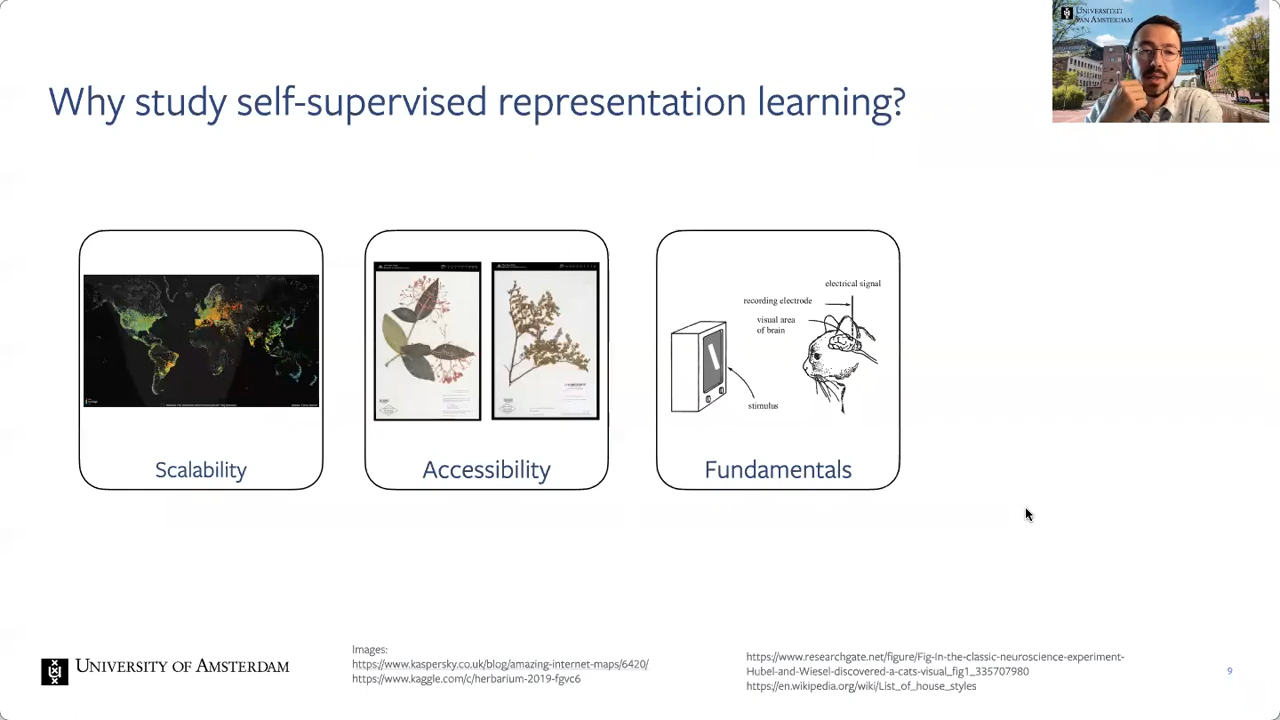 UNIVERSITEIT
VAN AMSTERDAM
Why study self-supervised representation learning?
electrical signal
recording electrode
visual area
of brain
stimulus
Scalability
Accessibility
Fundamentals
UNIVERSITY OF AMSTERDAM
Images:
https://www.kaspersky.co.uk/blog/amazing-internet-maps/6420/
https://www.kaggle.com/c/herbarium-2019-fgvc6
https://www.researchgate.net/figure/Fig-In-the-classic-neuroscience-experiment-
Hubel-and-Wiesel-discovered-a-cats-visual_fig1_335707980
https://en.wikipedia.org/wiki/List_of_house_styles
9